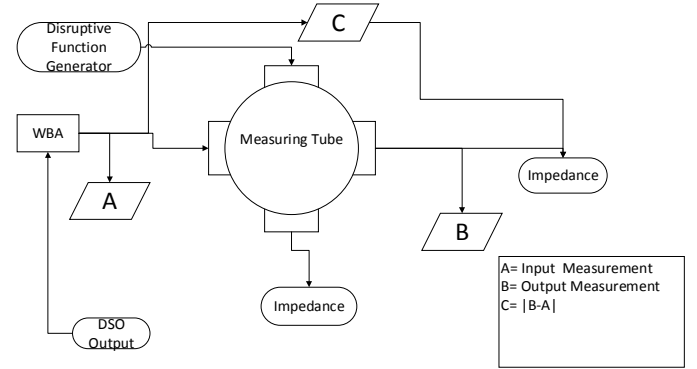 Disruptive
Function
Generator
C
WBA
Measuring Tube
A
B
Impedance
Impedance
DSO
Output
A= Input  Measurement
B= Output Measurement
C= |B-A|